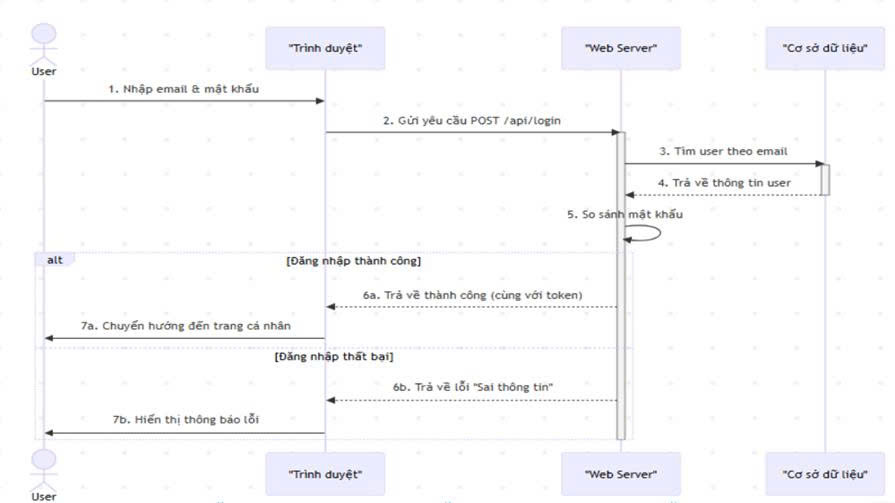 "Trình duyệt"
"Web Server"
"Cơ sở dữ liệu"
User
1. Nhập email & mật khẩu
2. Gửi yêu cầu POST /api/login
3. Tìm user theo email
4. Trả về thông tin user
5. So sánh mật khẩu
alt
[Đăng nhập thành công]
6a. Trả về thành công (cùng với token)
7a. Chuyển hướng đến trang cá nhân
[Đăng nhập thất bại]
6b. Trả về lỗi "Sai thông tin"
7b. Hiển thị thông báo lỗi
"Trình duyệt"
"Web Server"
"Cơ sở dữ liệu"
User